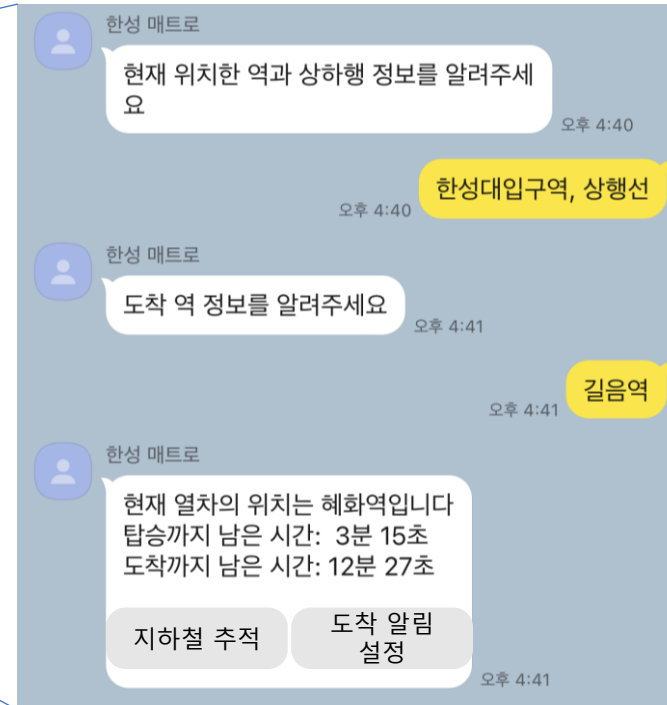 한성 매트로
현재 위치한 역과 상하행 정보를 알려주세
요
오후 4:40
한성대입구역, 상행선
오후 4:40
한성 매트로
도착 역 정보를 알려주세요
오후 4:41
길음역
오후 4:41
한성 매트로
현재 열차의 위치는 혜화역입니다
탑승까지 남은 시간: 3분 15초
도착까지 남은 시간: 12분 27초
지하철 추적
도착 알림
설정
오후 4:41